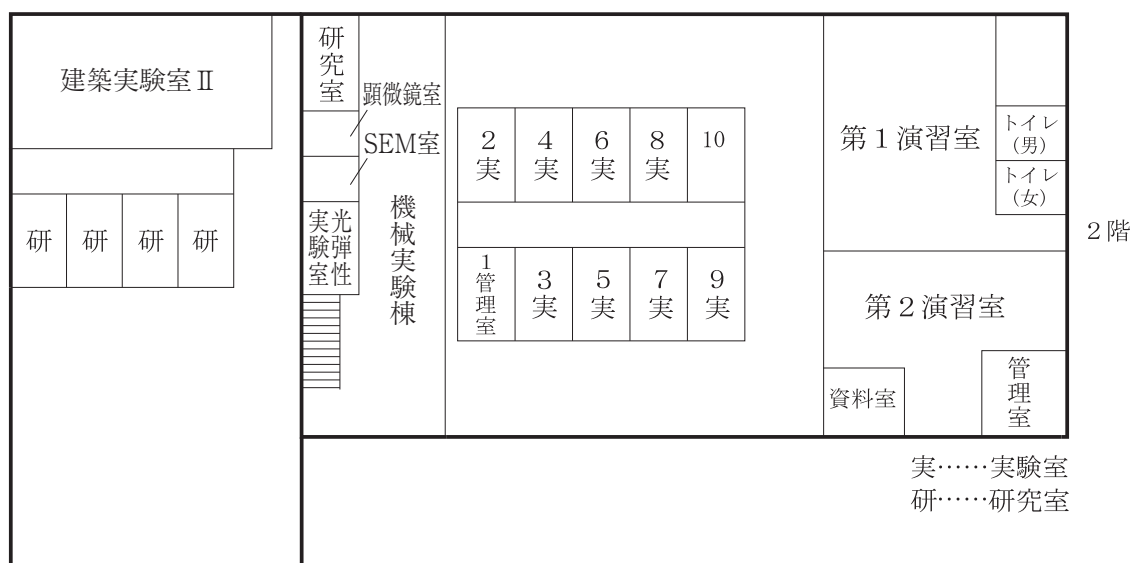 建築実験室Ⅱ
研
研
研
研
研究室
顕微鏡室
SEM室
光弾性
実験室
機械実験棟
2
実
4
実
6
実
8
実
10
1
管理室
3
実
5
実
7
実
9
実
第1演習室
トイレ
(男)
トイレ
(女)
第2演習室
資料室
管理室
2階
実……実験室
研……研究室